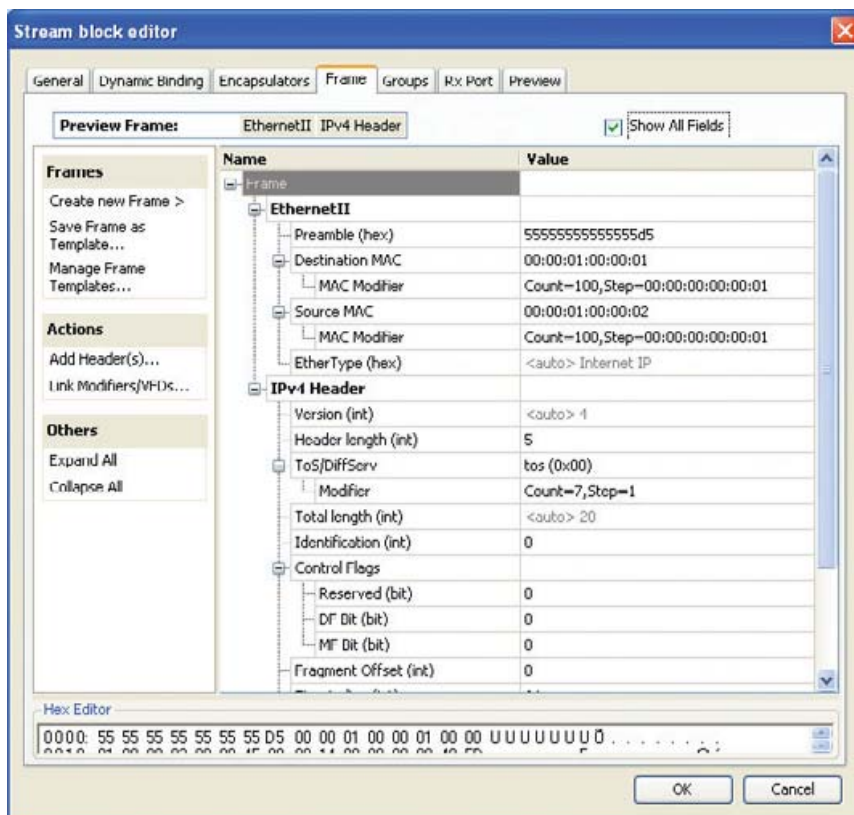 Stream block editor
General Dynamic Binding Encapsulators Frame Groups Rx Port Preview
Preview Frame: EthernetII IPv4 Header Show All Fields
Frames
Create new Frame >
Save Frame as
Template...
Manage Frame
Templates...
Actions
Add Header(s)...
Link Modifiers/VFDs...
Others
Expand All
Collapse All
Name Value
Frame
EthernetII
Preamble (hex) 55555555555555d5
Destination MAC 00:00:01:00:00:01
MAC Modifier Count=100,Step=00:00:00:00:00:01
Source MAC 00:00:01:00:00:02
MAC Modifier Count=100,Step=00:00:00:00:00:01
EtherType (hex) <auto> Internet IP
IPv4 Header
Version (int) <auto> 4
Header length (int) 5
ToS/DiffServ tos (0x00)
Modifier Count=7,Step=1
Total length (int) <auto> 20
Identification (int) 0
Control Flags
Reserved (bit) 0
DF Bit (bit) 0
MF Bit (bit) 0
Fragment Offset (int) 0
Hex Editor
0000: 55 55 55 55 55 55 55 D5 00 00 01 00 00 01 00 00 UUUUUUUÕ........
OK Cancel